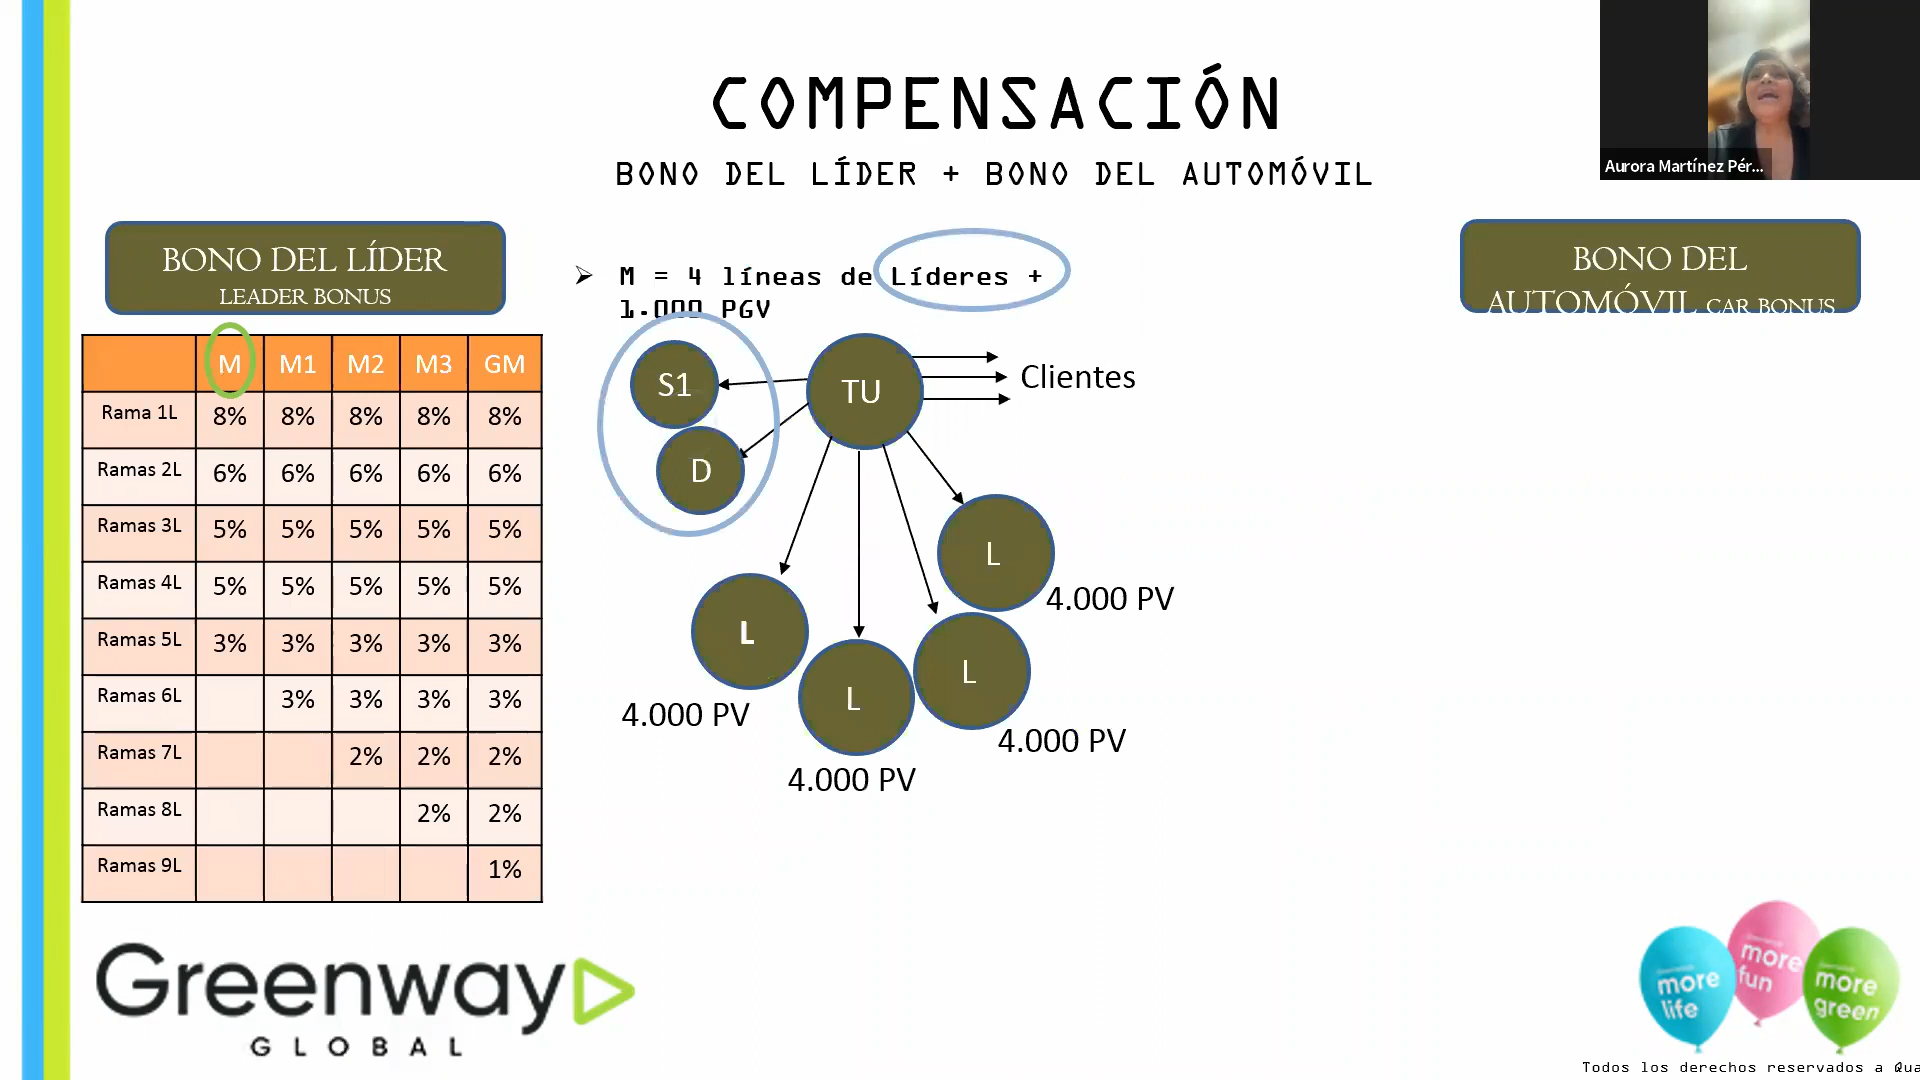 COMPENSACIÓN
BONO DEL LÍDER + BONO DEL AUTOMÓVIL
Aurora Martínez Pér...
BONO DEL LÍDER
LEADER BONUS
M = 4 líneas de Líderes +
1.000 PGV
BONO DEL
AUTOMÓVIL CAR BONUS
M M1 M2 M3 GM
Rama 1L 8% 8% 8% 8% 8%
Ramas 2L 6% 6% 6% 6% 6%
Ramas 3L 5% 5% 5% 5% 5%
Ramas 4L 5% 5% 5% 5% 5%
Ramas 5L 3% 3% 3% 3% 3%
Ramas 6L 3% 3% 3% 3%
Ramas 7L 2% 2% 2%
Ramas 8L 2% 2%
Ramas 9L 1%
S1
TU
Clientes
D
L
4.000 PV
L
4.000 PV
L
4.000 PV
L
4.000 PV
Greenway
GLOBAL
more
life
more
fun
more
green
Todos los derechos reservados a Qua